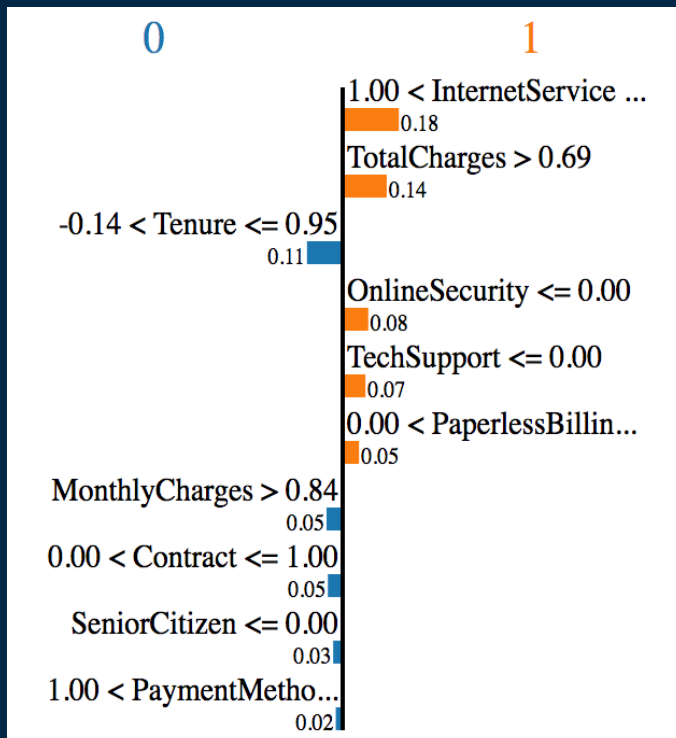 0 1
1.00 < InternetService ...
0.18
TotalCharges > 0.69
0.14
-0.14 < Tenure <= 0.95
0.11
OnlineSecurity <= 0.00
0.08
TechSupport <= 0.00
0.07
0.00 < PaperlessBillin...
0.05
MonthlyCharges > 0.84
0.05
0.00 < Contract <= 1.00
0.05
SeniorCitizen <= 0.00
0.03
1.00 < PaymentMetho...
0.02